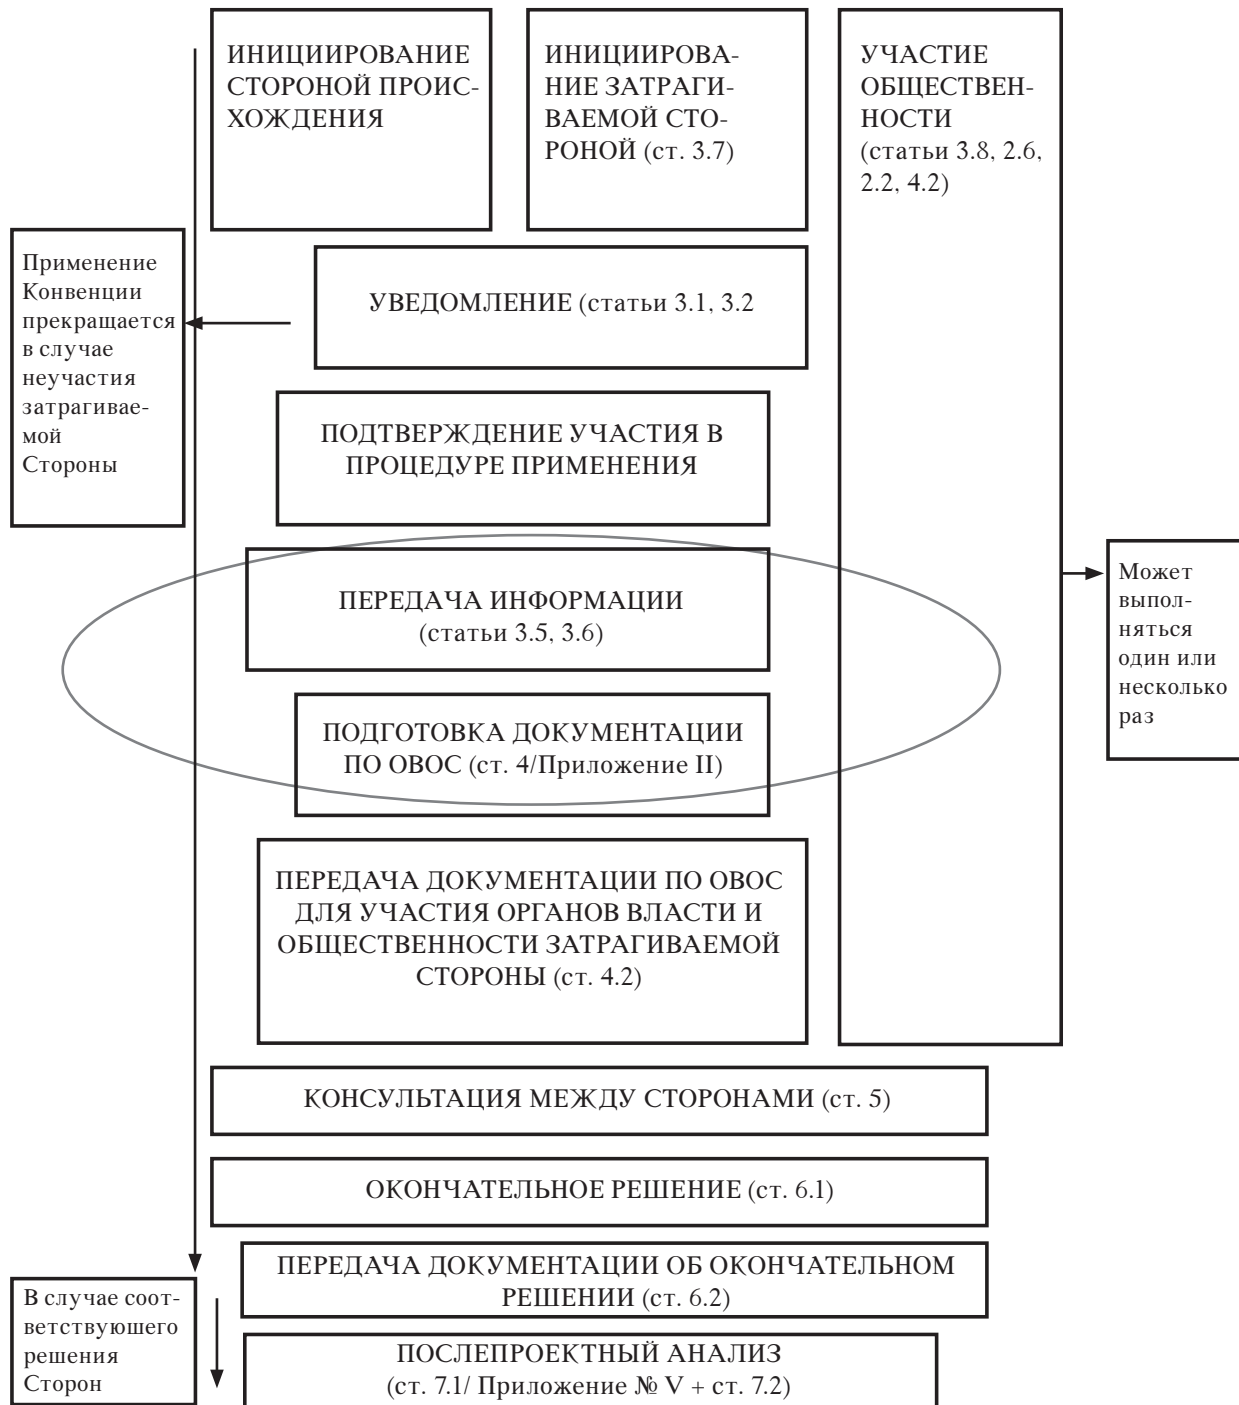 ИНИЦИИРОВАНИЕ
СТОРОНОЙ ПРОИС-
ХОЖДЕНИЯ
ИНИЦИИРОВА-
НИЕ ЗАТРАГИ-
ВАЕМОЙ СТО-
РОНОЙ (ст. 3.7)
УЧАСТИЕ
ОБЩЕСТВЕН-
НОСТИ
(статьи 3.8, 2.6,
2.2, 4.2)
Применение
Конвенции
прекращается
в случае
неучастия
затрагивае-
мой
Стороны
УВЕДОМЛЕНИЕ (статьи 3.1, 3.2
ПОДТВЕРЖДЕНИЕ УЧАСТИЯ В
ПРОЦЕДУРЕ ПРИМЕНЕНИЯ
ПЕРЕДАЧА ИНФОРМАЦИИ
(статьи 3.5, 3.6)
Может
выпол-
няться
один или
несколько
раз
ПОДГОТОВКА ДОКУМЕНТАЦИИ
ПО ОВОС (ст. 4/Приложение II)
ПЕРЕДАЧА ДОКУМЕНТАЦИИ ПО ОВОС
ДЛЯ УЧАСТИЯ ОРГАНОВ ВЛАСТИ И
ОБЩЕСТВЕННОСТИ ЗАТРАГИВАЕМОЙ
СТОРОНЫ (ст. 4.2)
КОНСУЛЬТАЦИЯ МЕЖДУ СТОРОНАМИ (ст. 5)
ОКОНЧАТЕЛЬНОЕ РЕШЕНИЕ (ст. 6.1)
ПЕРЕДАЧА ДОКУМЕНТАЦИИ ОБ ОКОНЧАТЕЛЬНОМ
РЕШЕНИИ (ст. 6.2)
В случае соот-
ветствуюшего
решения
Сторон
ПОСЛЕПРОЕКТНЫЙ АНАЛИЗ
(ст. 7.1/ Приложение № V + ст. 7.2)